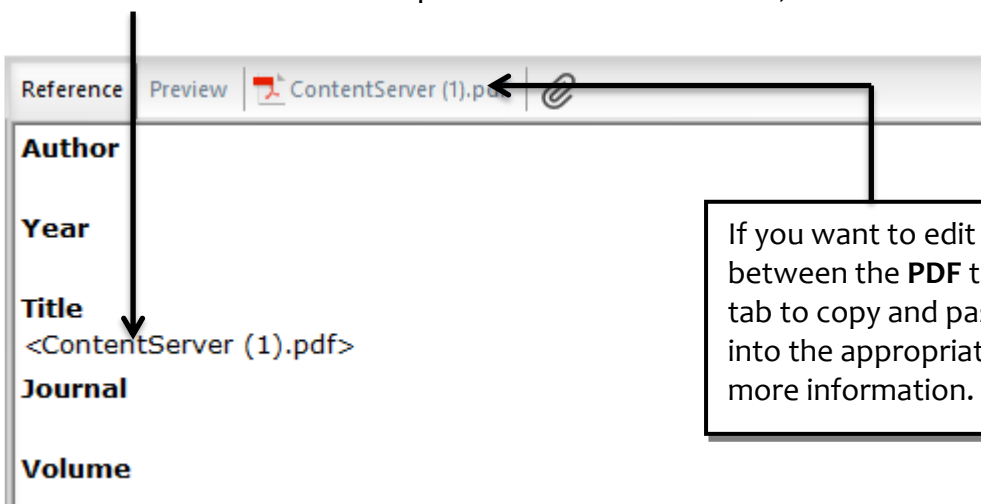 Reference Preview ContentServer (1).pdf
Author
Year
If you want to edit
between the PDF t
Title
tab to copy and pas
<ContentServer (1).pdf>
into the appropriat
Journal
more information.
Volume